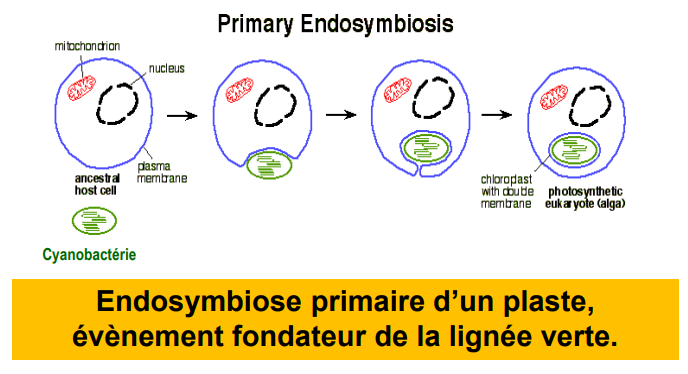 Primary Endosymbiosis
mitochondrion
nucleus
plasma
membrane
ancestral
host cell
Cyanobactérie
chloroplast
with double
membrane
photosynthetic
eukaryote (alga)
Endosymbiose primaire d’un plaste,
évènement fondateur de la lignée verte.